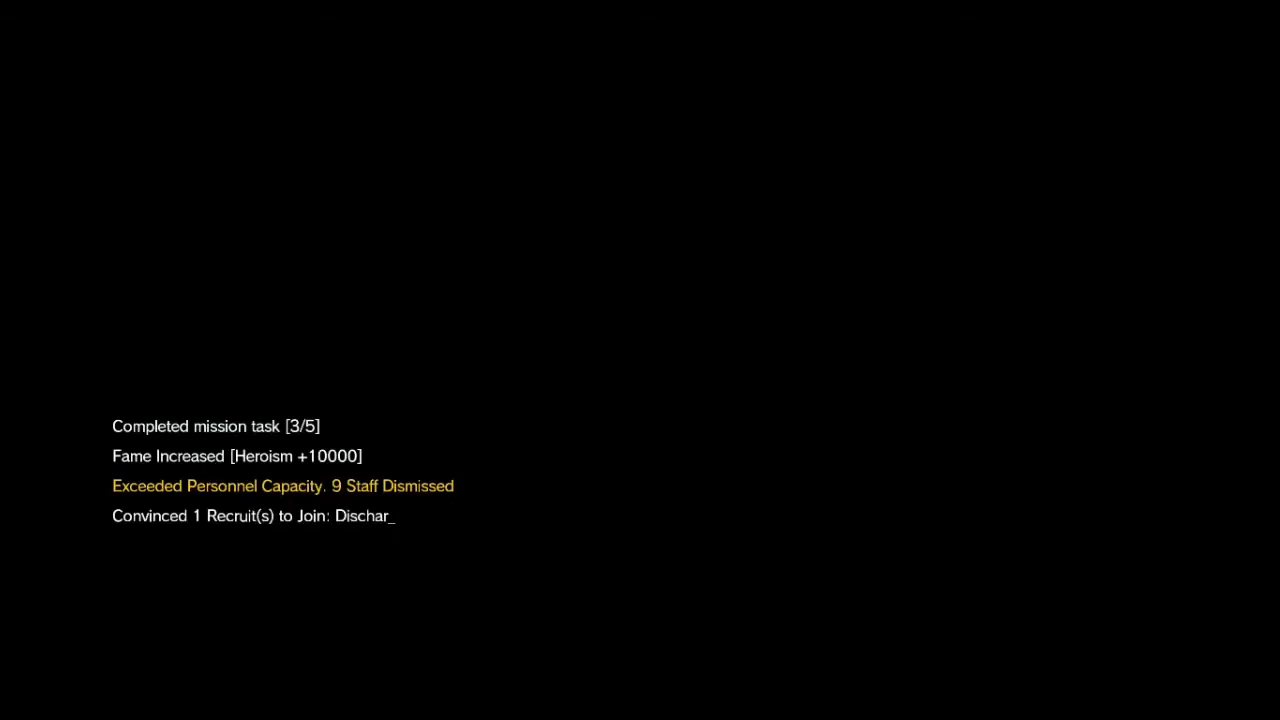 Completed mission task [3/5]
Fame Increased [Heroism +10000]
Exceeded Personnel Capacity. 9 Staff Dismissed
Convinced 1 Recruit(s) to Join: Dischar_